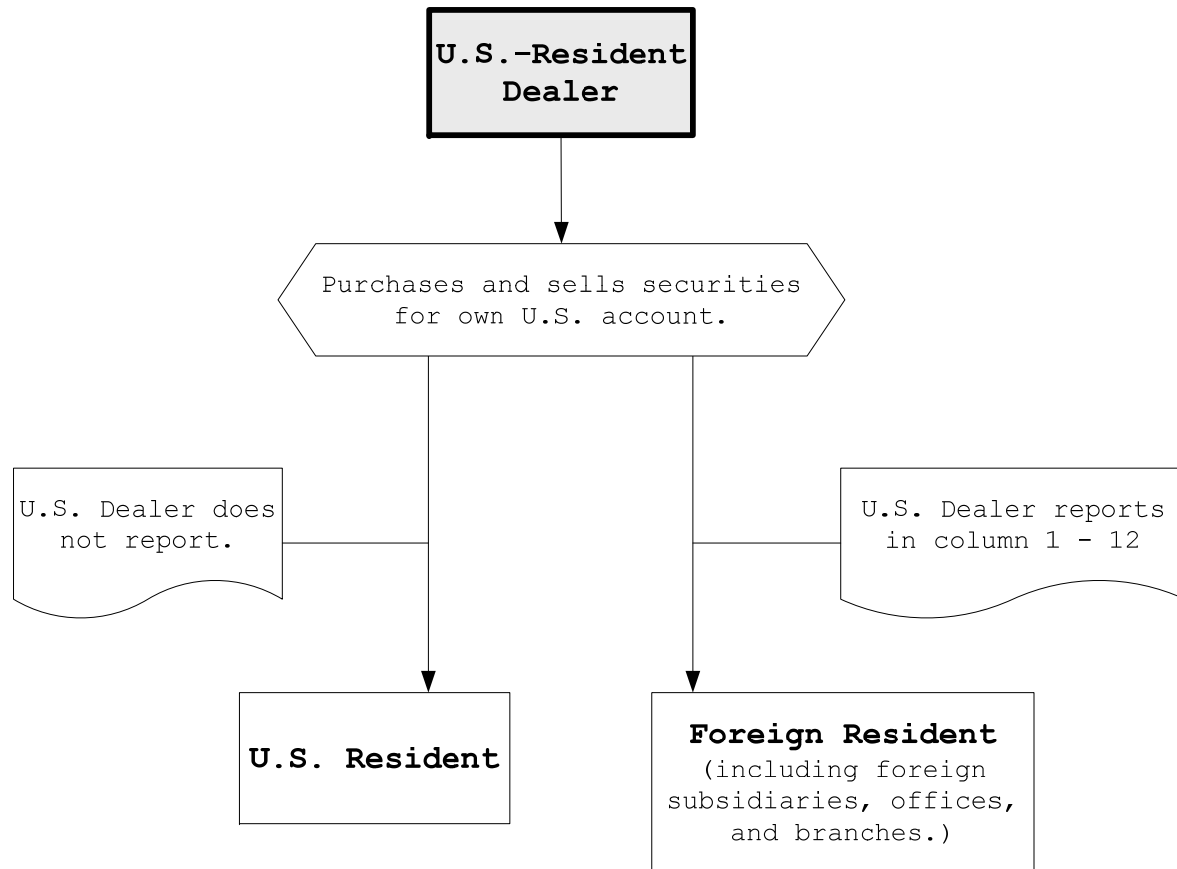 U.S.-Resident
Dealer
Purchases and sells securities
for own U.S. account.
U.S. Dealer does
not report.
U.S. Dealer reports
in column 1 - 12
U.S. Resident
Foreign Resident
(including foreign
subsidiaries, offices,
and branches.)